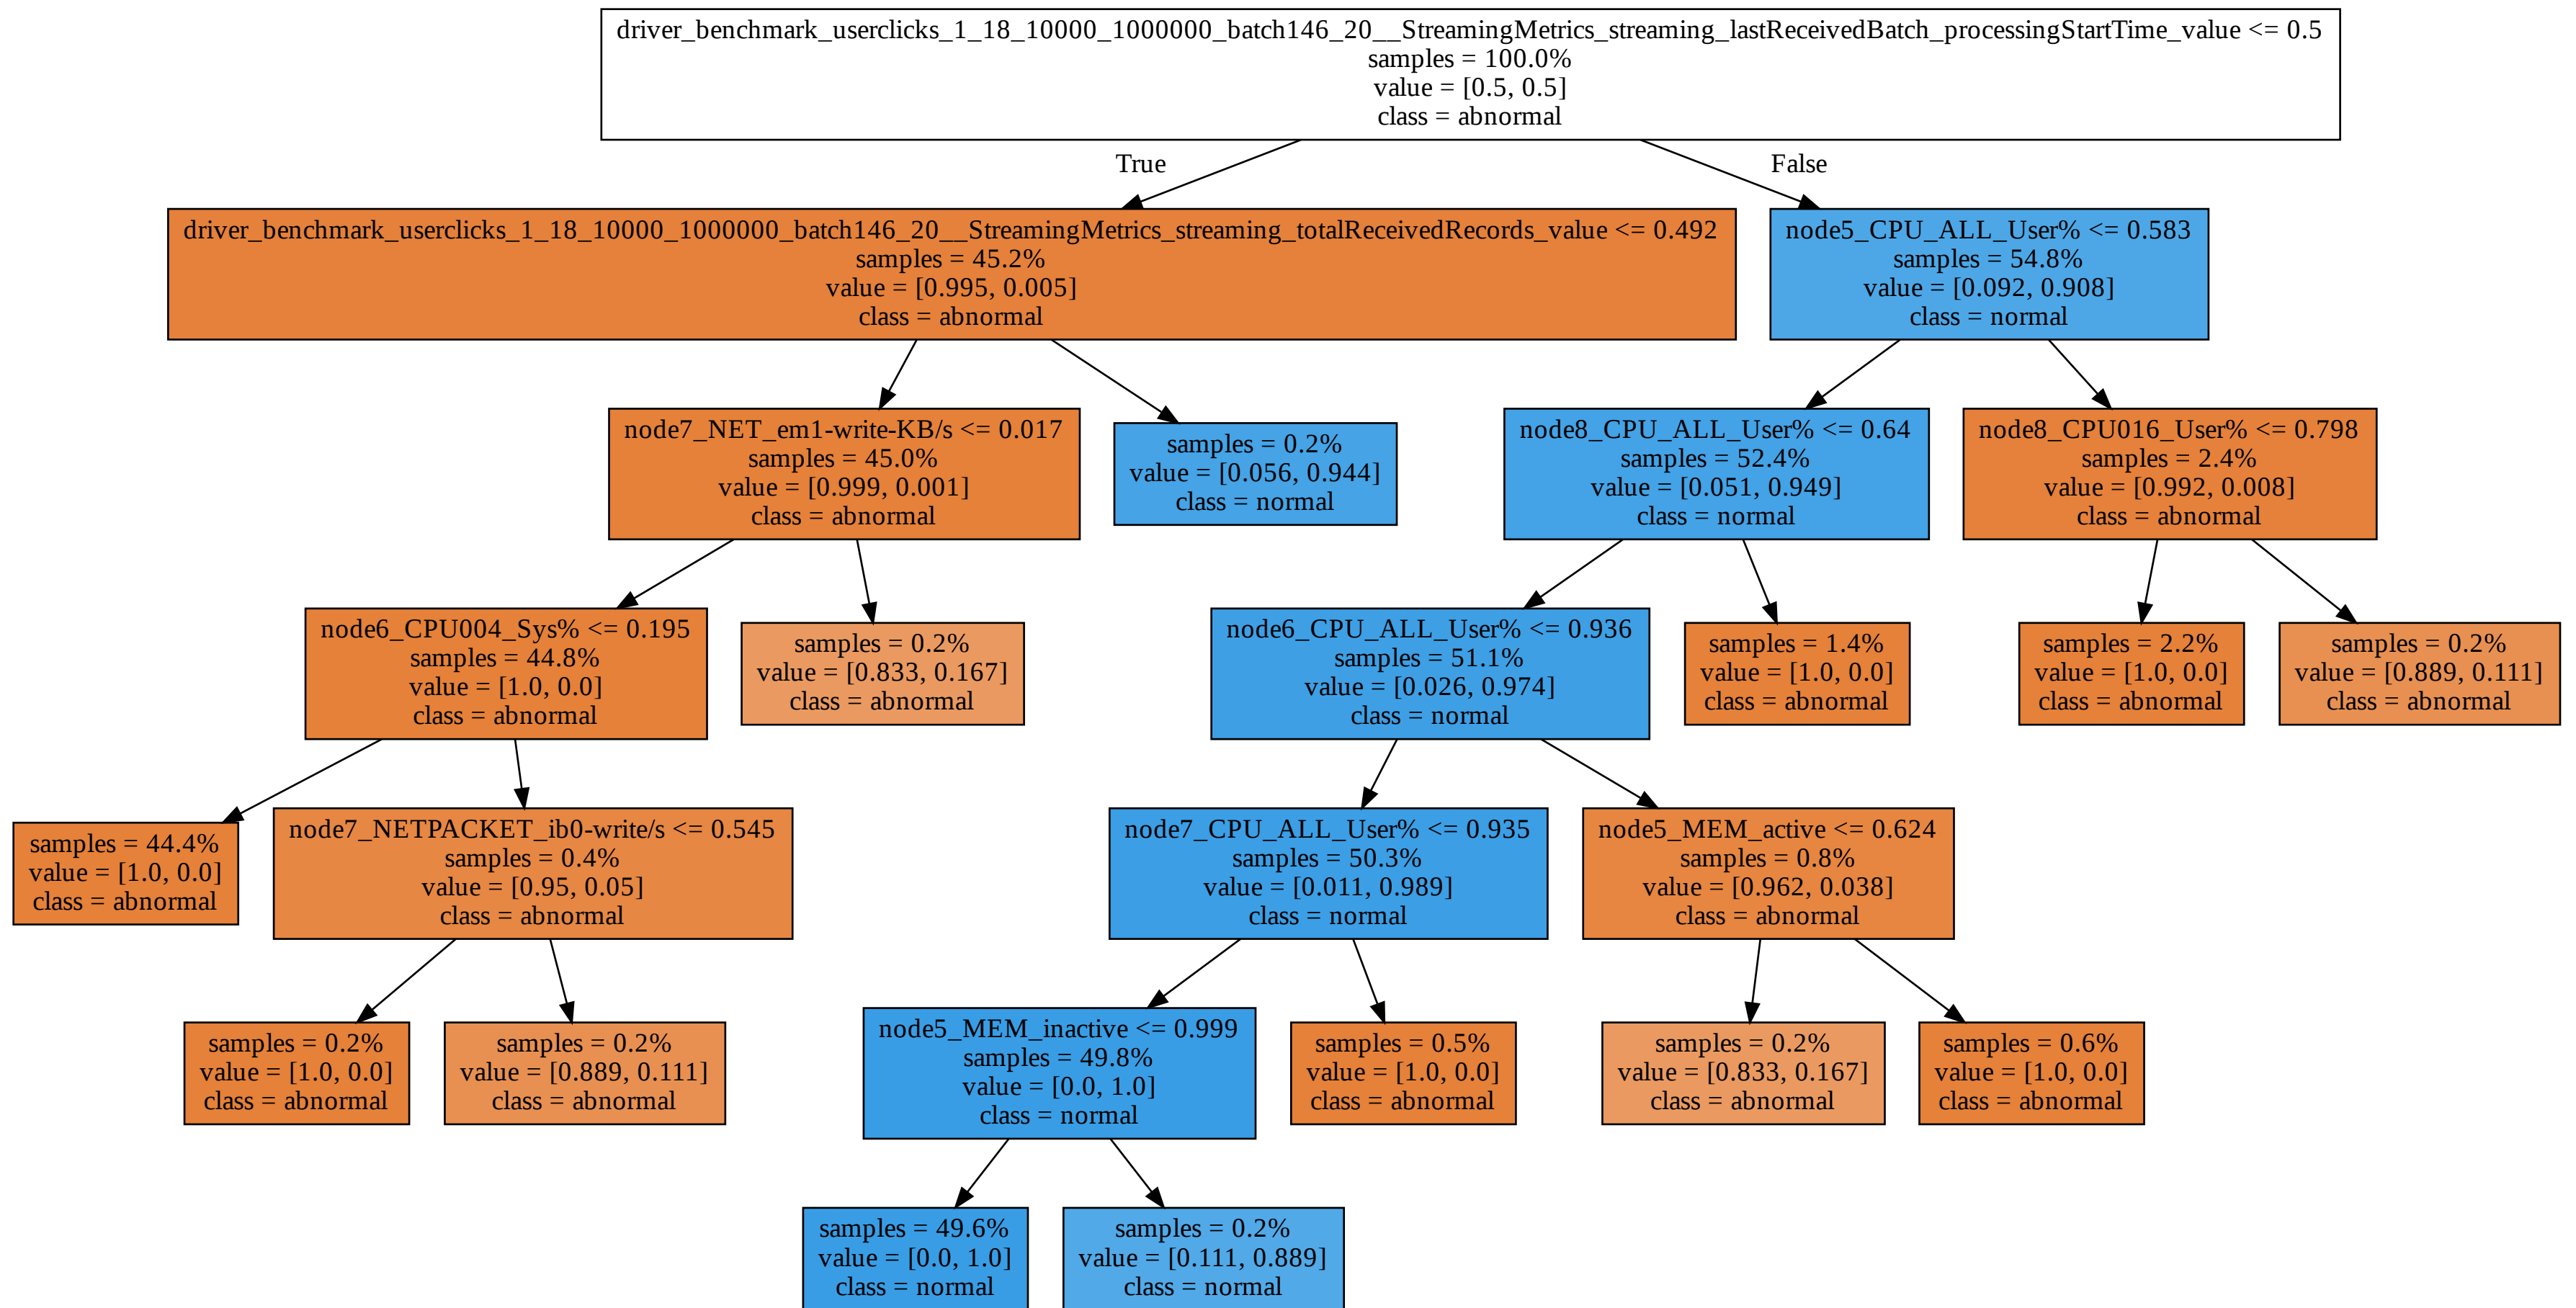 driver_benchmark_userclicks_1_18_10000_1000000_batch146_20__StreamingMetrics_streaming_lastReceivedBatch_processingStartTime_value <= 0.5
samples = 100.0%
value = [0.5, 0.5]
class = abnormal
True
False
driver_benchmark_userclicks_1_18_10000_1000000_batch146_20__StreamingMetrics_streaming_totalReceivedRecords_value <= 0.492
samples = 45.2%
value = [0.995, 0.005]
class = abnormal
node5_CPU_ALL_User% <= 0.583
samples = 54.8%
value = [0.092, 0.908]
class = normal
node7_NET_em1-write-KB/s <= 0.017
samples = 45.0%
value = [0.999, 0.001]
class = abnormal
samples = 0.2%
value = [0.056, 0.944]
class = normal
node8_CPU_ALL_User% <= 0.64
samples = 52.4%
value = [0.051, 0.949]
class = normal
node8_CPU016_User% <= 0.798
samples = 2.4%
value = [0.992, 0.008]
class = abnormal
node6_CPU004_Sys% <= 0.195
samples = 44.8%
value = [1.0, 0.0]
class = abnormal
samples = 0.2%
value = [0.833, 0.167]
class = abnormal
node6_CPU_ALL_User% <= 0.936
samples = 51.1%
value = [0.026, 0.974]
class = normal
samples = 1.4%
value = [1.0, 0.0]
class = abnormal
samples = 2.2%
value = [1.0, 0.0]
class = abnormal
samples = 0.2%
value = [0.889, 0.111]
class = abnormal
samples = 44.4%
value = [1.0, 0.0]
class = abnormal
node7_NETPACKET_ib0-write/s <= 0.545
samples = 0.4%
value = [0.95, 0.05]
class = abnormal
node7_CPU_ALL_User% <= 0.935
samples = 50.3%
value = [0.011, 0.989]
class = normal
node5_MEM_active <= 0.624
samples = 0.8%
value = [0.962, 0.038]
class = abnormal
samples = 0.2%
value = [1.0, 0.0]
class = abnormal
samples = 0.2%
value = [0.889, 0.111]
class = abnormal
node5_MEM_inactive <= 0.999
samples = 49.8%
value = [0.0, 1.0]
class = normal
samples = 0.5%
value = [1.0, 0.0]
class = abnormal
samples = 0.2%
value = [0.833, 0.167]
class = abnormal
samples = 0.6%
value = [1.0, 0.0]
class = abnormal
samples = 49.6%
value = [0.0, 1.0]
class = normal
samples = 0.2%
value = [0.111, 0.889]
class = normal